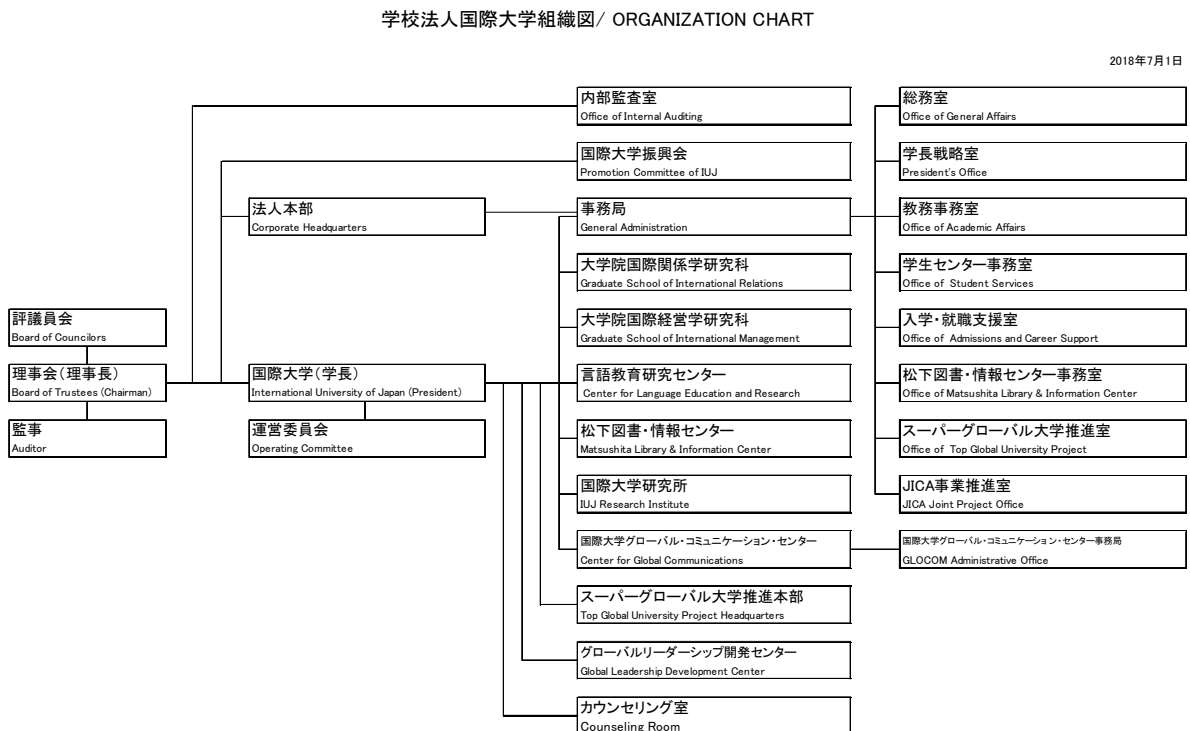 学校法人国際大学組織図/ ORGANIZATION CHART
2018年7月1日
内部監査室
Office of Internal Auditing
総務室
Office of General Affairs
国際大学振興会
Promotion Committee of IUJ
学長戦略室
President's Office
法人本部
Corporate Headquarters
事務局
General Administration
教務事務室
Office of Academic Affairs
大学院国際関係学研究科
Graduate School of International Relations
学生センター事務室
Office of Student Services
評議員会
Board of Councilors
大学院国際経営学研究科
Graduate School of International Management
入学・就職支援室
Office of Admissions and Career Support
理事会(理事長)
Board of Trustees (Chairman)
国際大学(学長)
International University of Japan (President)
言語教育研究センター
Center for Language Education and Research
松下図書・情報センター事務室
Office of Matsushita Library & Information Center
監事
Auditor
運営委員会
Operating Committee
松下図書・情報センター
Matsushita Library & Information Center
スーパーグローバル大学推進室
Office of Top Global University Project
国際大学研究所
IUJ Research Institute
JICA事業推進室
JICA Joint Project Office
国際大学グローバル・コミュニケーション・センター
Center for Global Communications
国際大学グローバル・コミュニケーション・センター事務局
GLOCOM Administrative Office
スーパーグローバル大学推進本部
Top Global University Project Headquarters
グローバルリーダーシップ開発センター
Global Leadership Development Center
カウンセリング室
Counseling Room